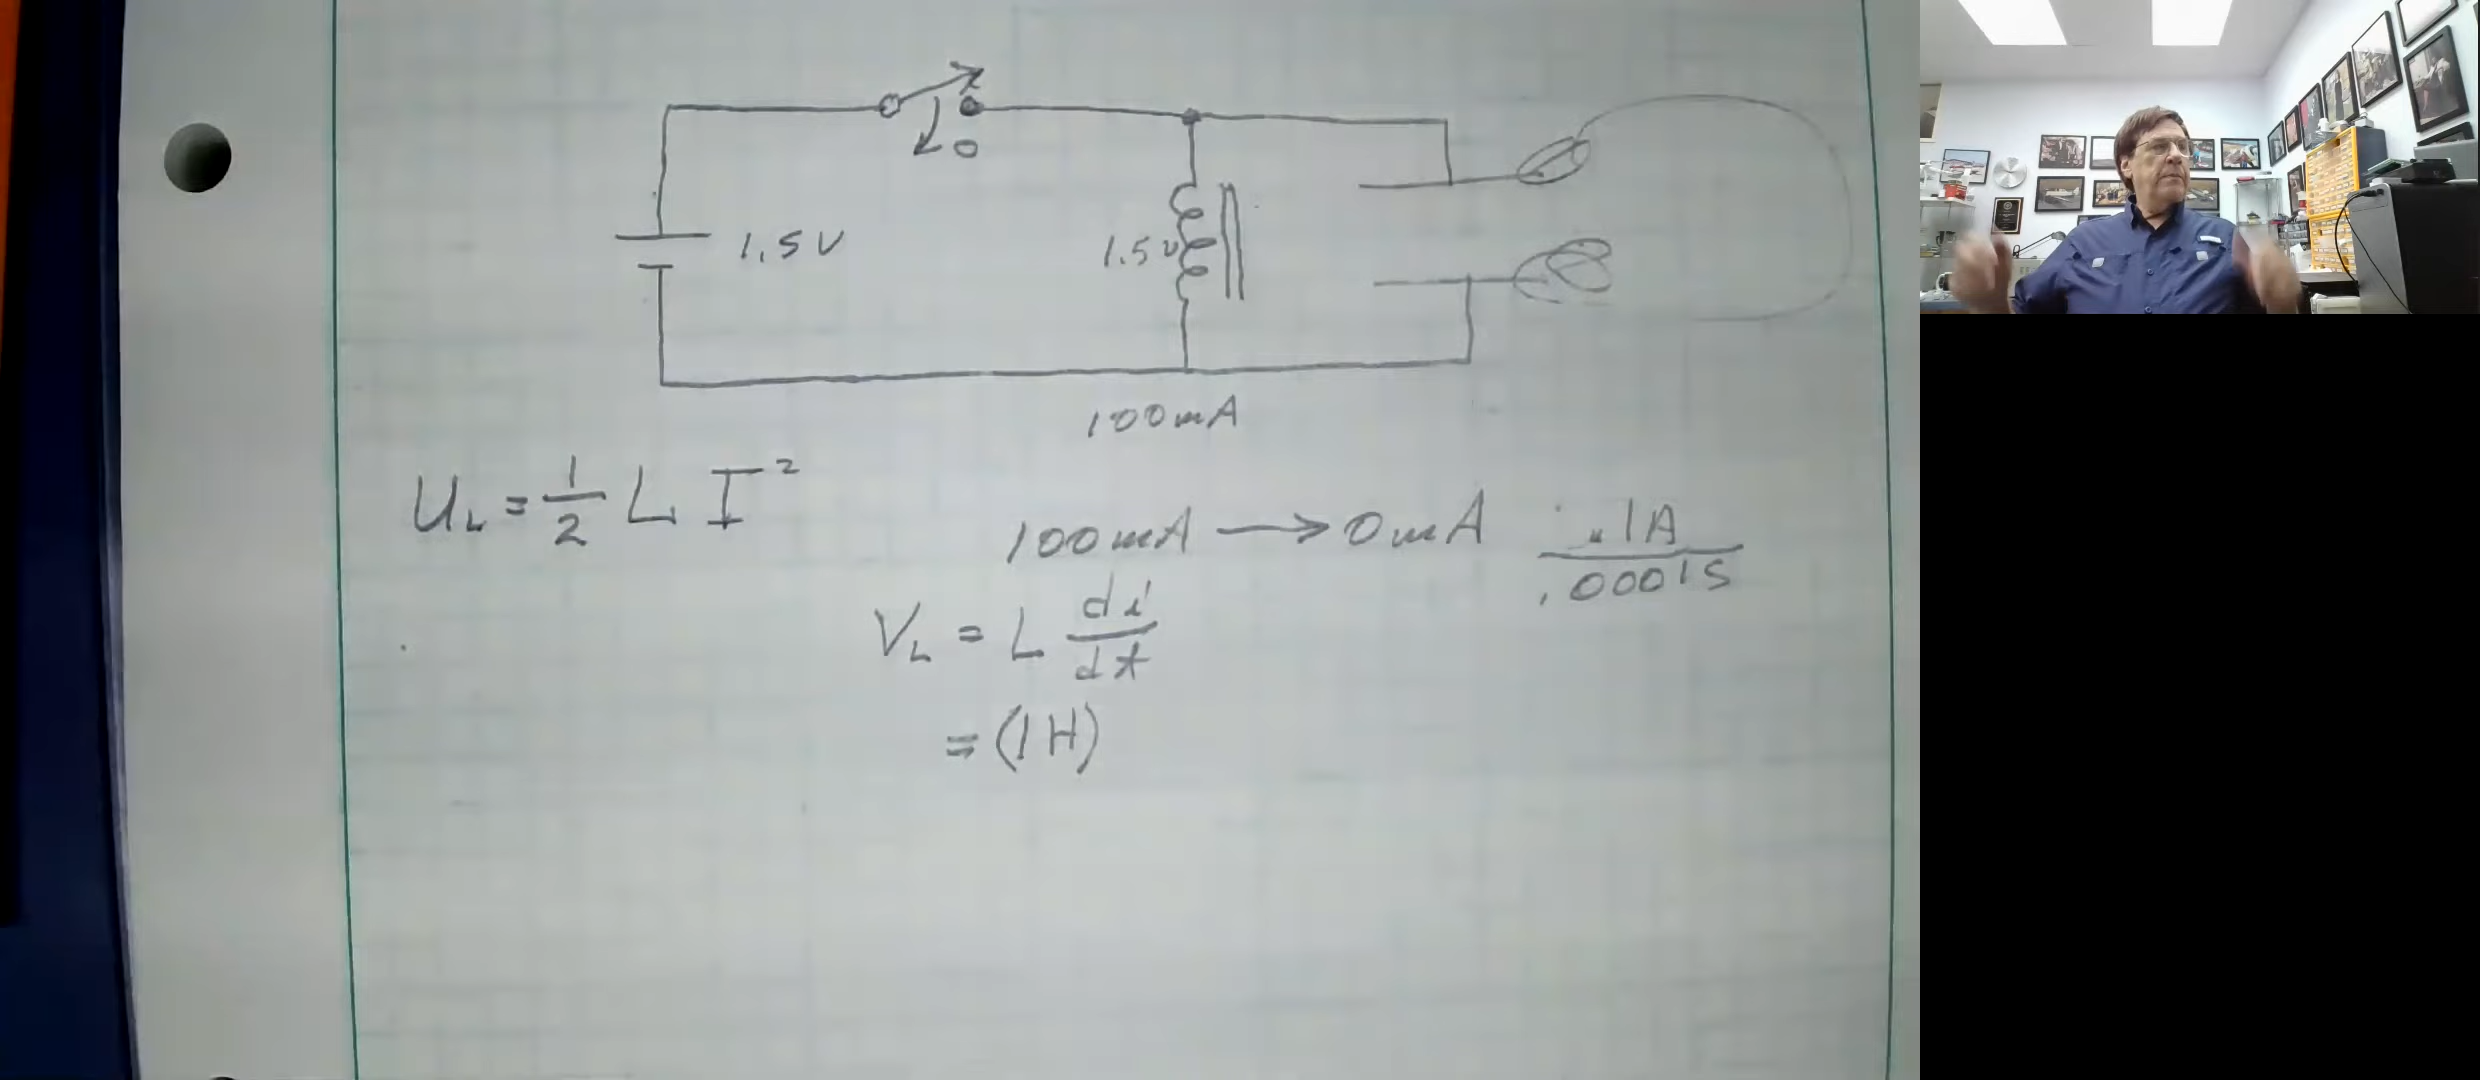 1.5V
1.5V
100mA
U_L = 1/2 L I²
100mA → 0mA
.1A / .0001S
V_L = L di/dt
= (1H)